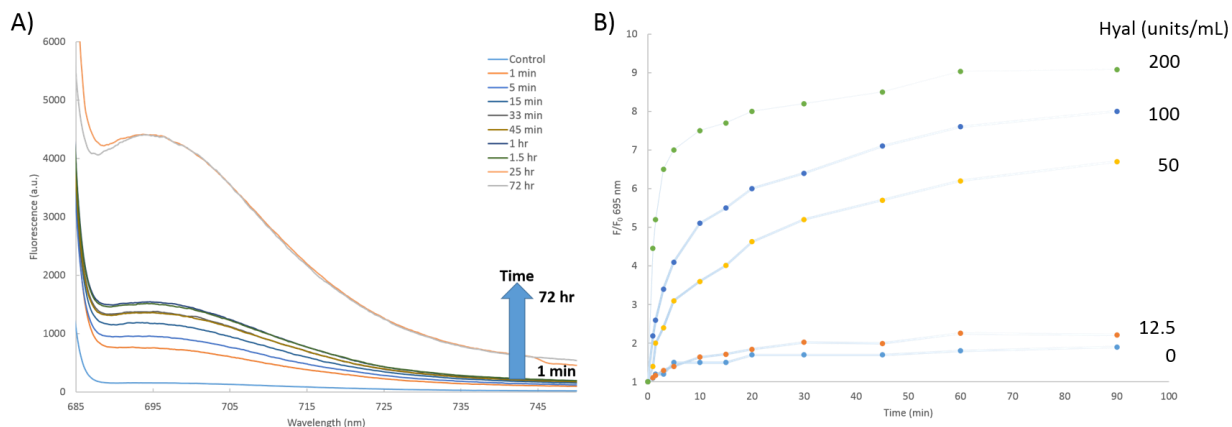 A)
6000
5000
4000
3000
2000
1000
0
Fluorescence (a.u.)
685
695
705
715
725
735
745
Wavelength (nm)
Control
1 min
5 min
15 min
33 min
45 min
1 hr
1.5 hr
25 hr
72 hr
Time
72 hr
1 min
B)
10
9
8
7
6
5
4
3
2
1
F/F₀ 695 nm
0
10
20
30
40
50
60
70
80
90
100
Time (min)
Hyal (units/mL)
200
100
50
12.5
0